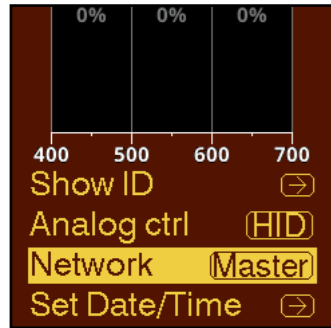 0% 0% 0%
400 500 600 700
Show ID
Analog ctrl HID
Network Master
Set Date/Time